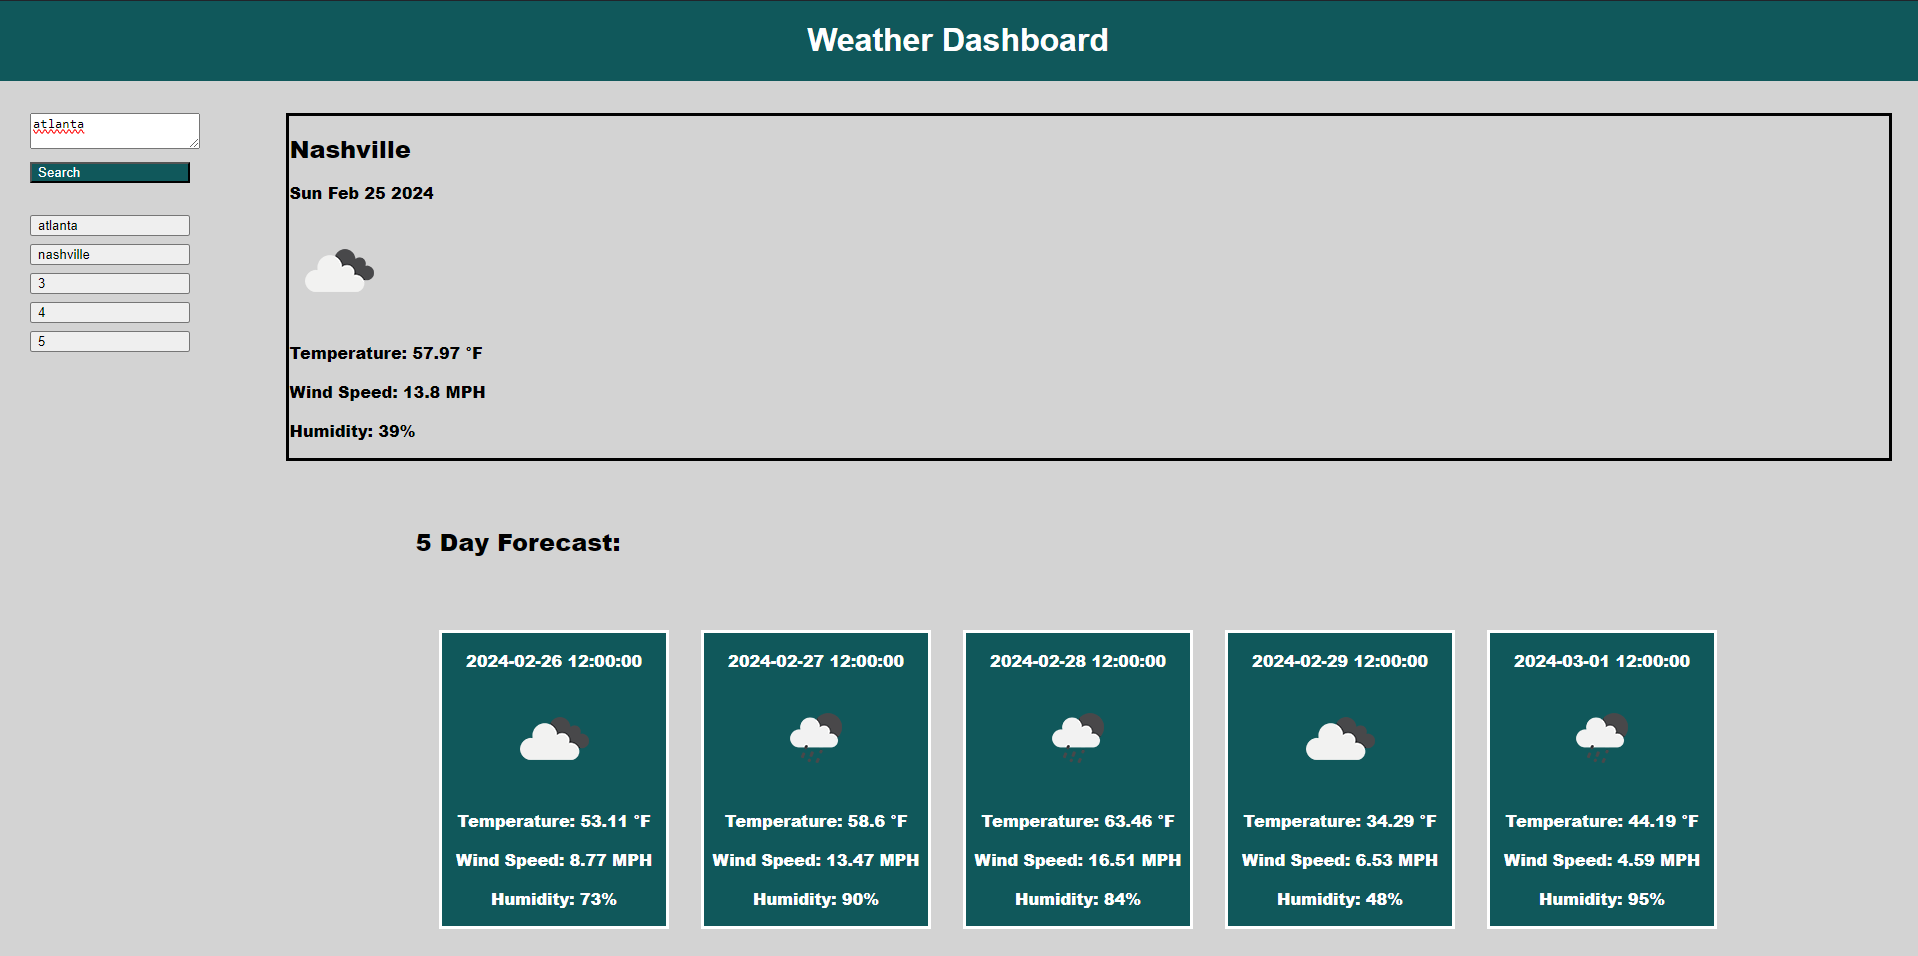 Weather Dashboard
atlanta
Search
atlanta
nashville
3
4
5
Nashville
Sun Feb 25 2024
Temperature: 57.97 °F
Wind Speed: 13.8 MPH
Humidity: 39%
5 Day Forecast:
2024-02-26 12:00:00
Temperature: 53.11 °F
Wind Speed: 8.77 MPH
Humidity: 73%
2024-02-27 12:00:00
Temperature: 58.6 °F
Wind Speed: 13.47 MPH
Humidity: 90%
2024-02-28 12:00:00
Temperature: 63.46 °F
Wind Speed: 16.51 MPH
Humidity: 84%
2024-02-29 12:00:00
Temperature: 34.29 °F
Wind Speed: 6.53 MPH
Humidity: 48%
2024-03-01 12:00:00
Temperature: 44.19 °F
Wind Speed: 4.59 MPH
Humidity: 95%